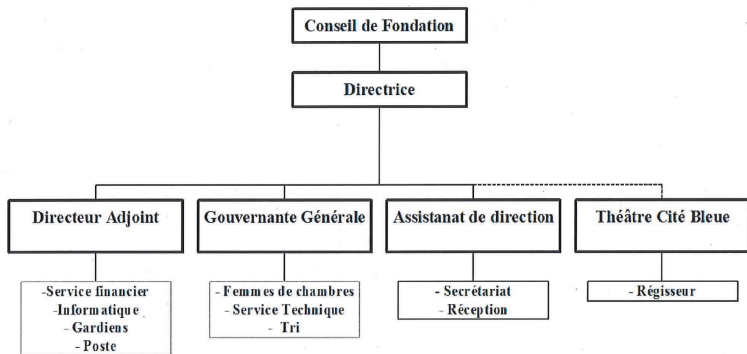 Conseil de Fondation
Directrice
Directeur Adjoint
Gouvernante Générale
Assistanat de direction
Théâtre Cité Bleue
-Service financier
-Informatique
- Gardiens
- Poste
- Femmes de chambres
- Service Technique
- Tri
- Secrétariat
- Réception
- Régisseur